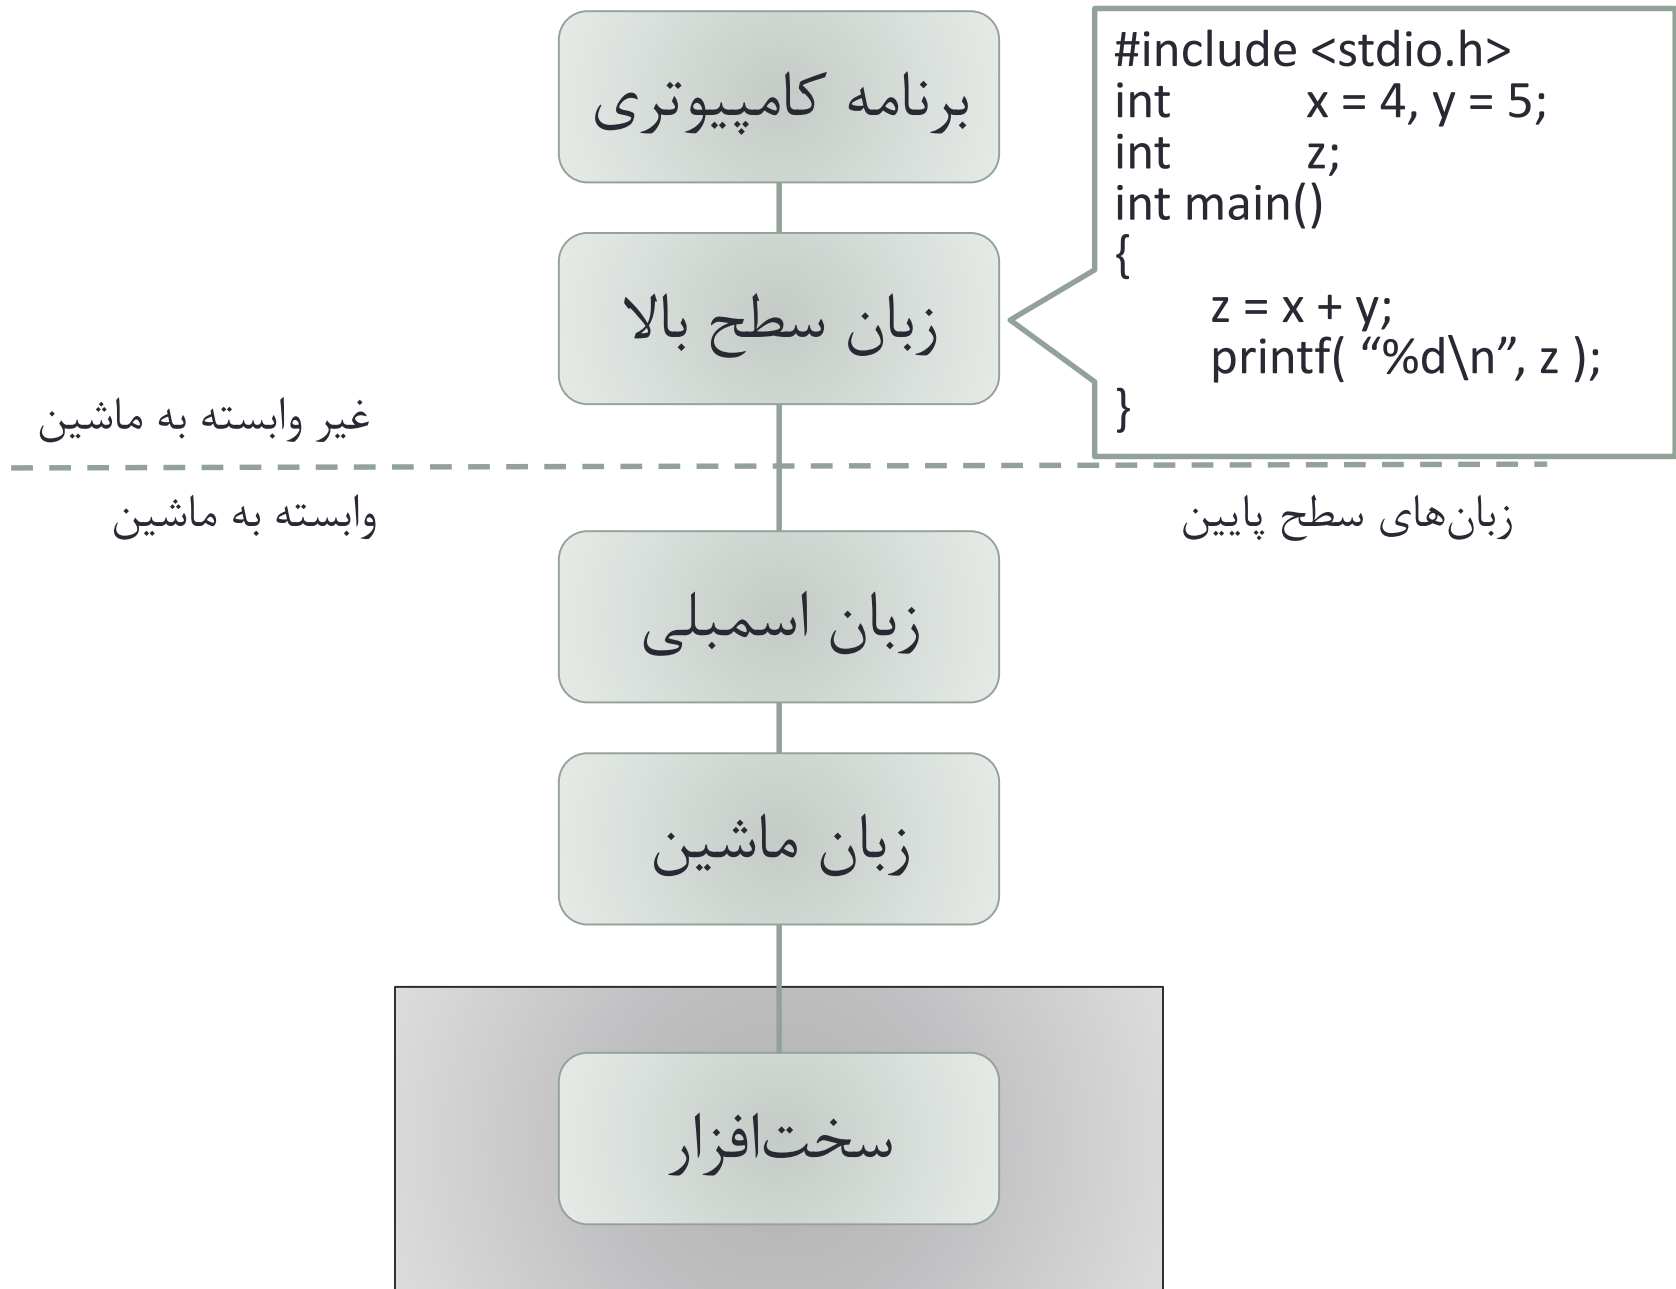 برنامه کامپیوتری
#include <stdio.h>
int x = 4, y = 5;
int z;
int main()
{
z = x + y;
printf( “%d\n”, z );
}
زبان سطح بالا
غیر وابسته به ماشین
وابسته به ماشین
زبان‌های سطح پایین
زبان اسمبلی
زبان ماشین
سخت‌افزار